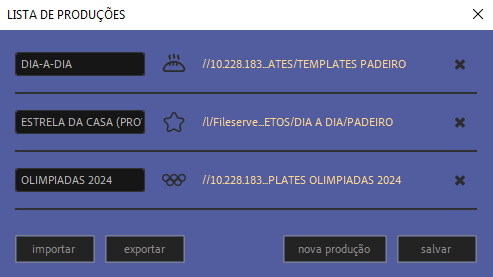 LISTA DE PRODUÇÕES
DIA-A-DIA //10.228.183...ATES/TEMPLATES PADEIRO
ESTRELA DA CASA (PRO //l/Fileserve...ETOS/DIA A DIA/PADEIRO
OLIMPIADAS 2024 //10.228.183...PLATES OLIMPIADAS 2024
importar exportar nova produção salvar